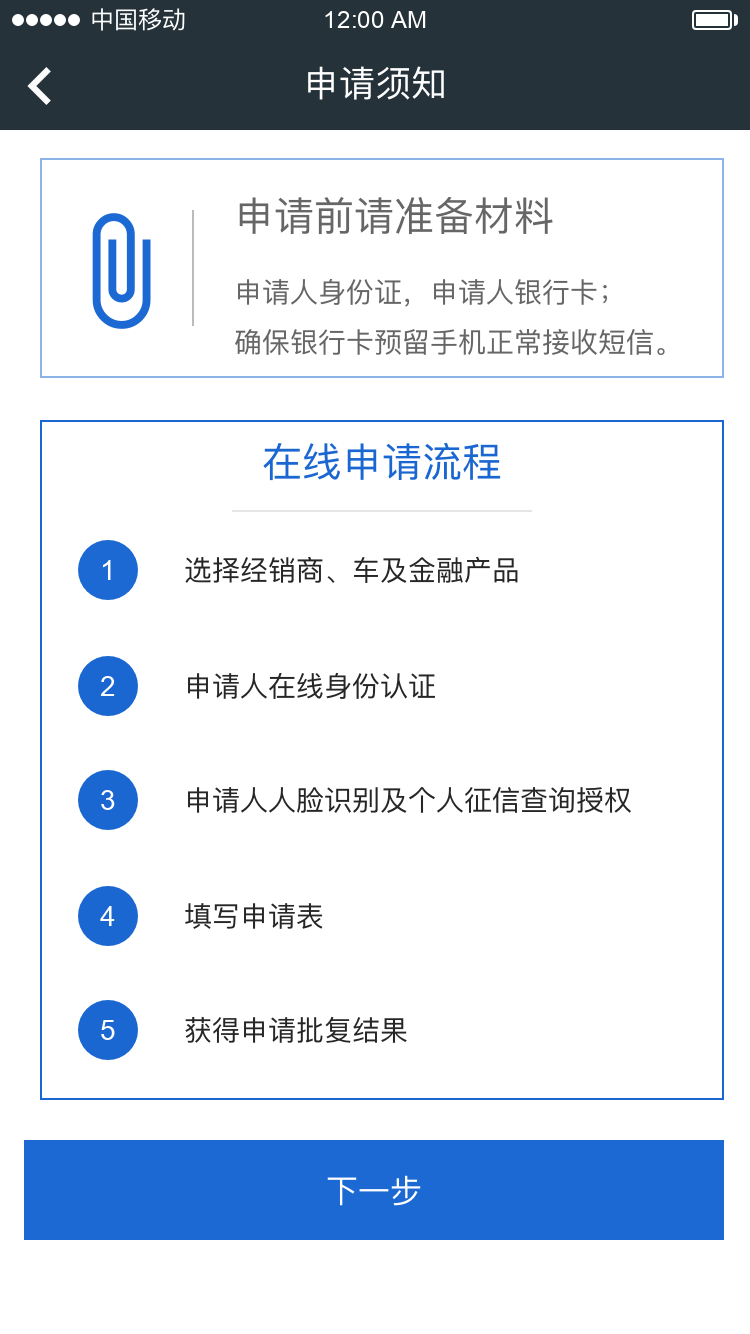 中国移动 12:00 AM
申请须知
申请前请准备材料
申请人身份证，申请人银行卡；
确保银行卡预留手机正常接收短信。
在线申请流程
1 选择经销商、车及金融产品
2 申请人在线身份认证
3 申请人人脸识别及个人征信查询授权
4 填写申请表
5 获得申请批复结果
下一步